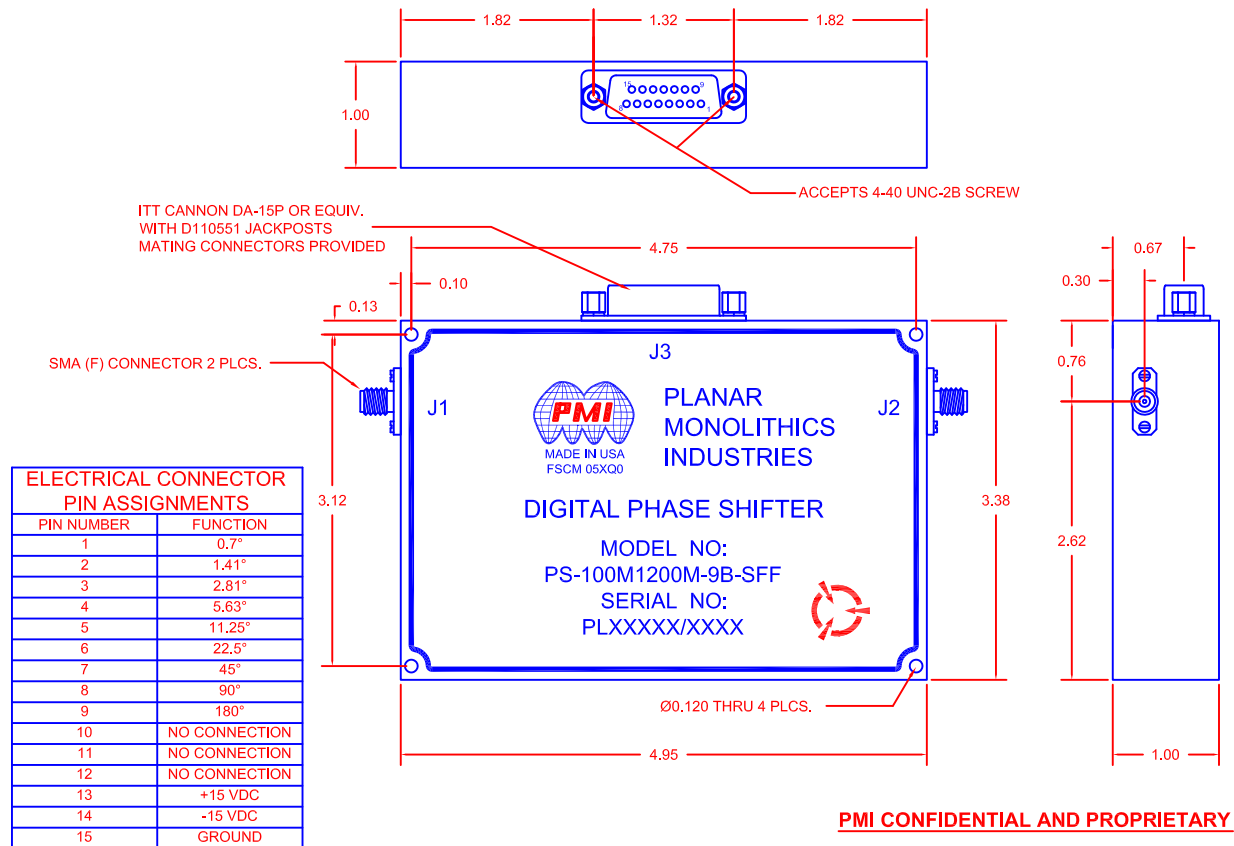 1.82
1.32
1.82
1.00
15
9
8
1
ACCEPTS 4-40 UNC-2B SCREW
ITT CANNON DA-15P OR EQUIV.
WITH D110551 JACKPOSTS
MATING CONNECTORS PROVIDED
4.75
0.67
0.10
0.30
0.13
J3
0.76
SMA (F) CONNECTOR 2 PLCS.
J1
J2
PMI
MADE IN USA
FSCM 05XQ0
PLANAR
MONOLITHICS
INDUSTRIES
3.12
3.38
DIGITAL PHASE SHIFTER
2.62
MODEL NO:
PS-100M1200M-9B-SFF
SERIAL NO:
PLXXXXX/XXXX
Ø0.120 THRU 4 PLCS.
4.95
1.00
ELECTRICAL CONNECTOR
PIN ASSIGNMENTS
PIN NUMBER FUNCTION
1 0.7°
2 1.41°
3 2.81°
4 5.63°
5 11.25°
6 22.5°
7 45°
8 90°
9 180°
10 NO CONNECTION
11 NO CONNECTION
12 NO CONNECTION
13 +15 VDC
14 -15 VDC
15 GROUND
PMI CONFIDENTIAL AND PROPRIETARY